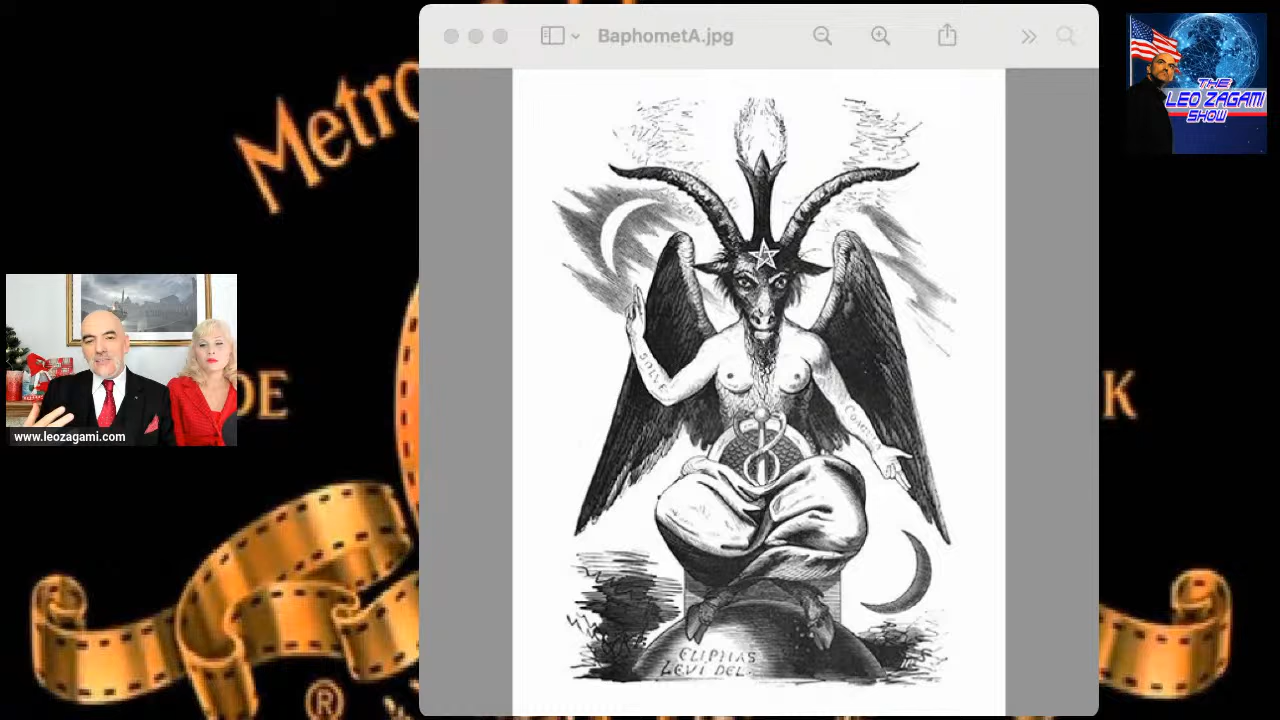 BaphometA.jpg
Metro
THE
LEO ZAGAMI
SHOW
SOLVE
COAGULA
DE
K
www.leozagami.com
ELIPHAS
LEVI DEL.
®